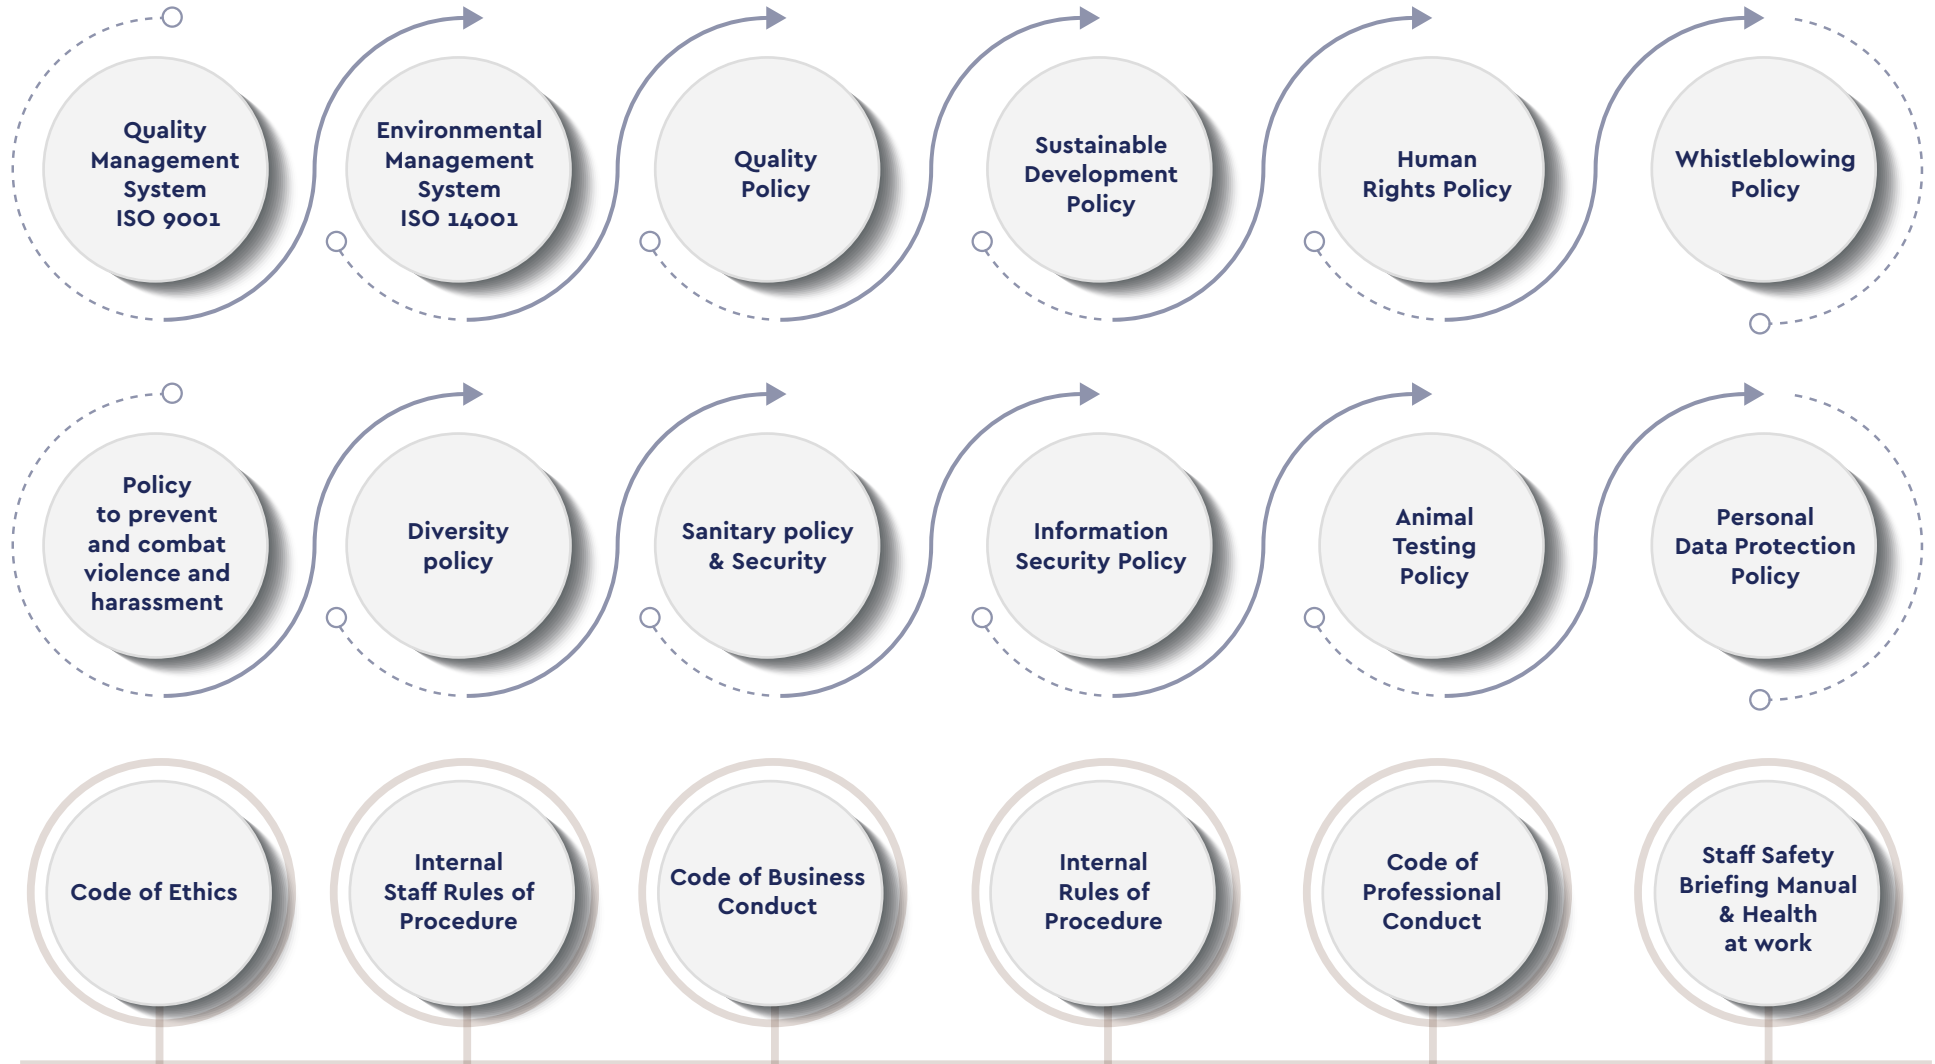 Quality
Management
System
ISO 9001
Environmental
Management
System
ISO 14001
Quality
Policy
Sustainable
Development
Policy
Human
Rights Policy
Whistleblowing
Policy
Policy
to prevent
and combat
violence and
harassment
Diversity
policy
Sanitary policy
& Security
Information
Security Policy
Animal
Testing
Policy
Personal
Data Protection
Policy
Code of Ethics
Internal
Staff Rules of
Procedure
Code of Business
Conduct
Internal
Rules of
Procedure
Code of
Professional
Conduct
Staff Safety
Briefing Manual
& Health
at work